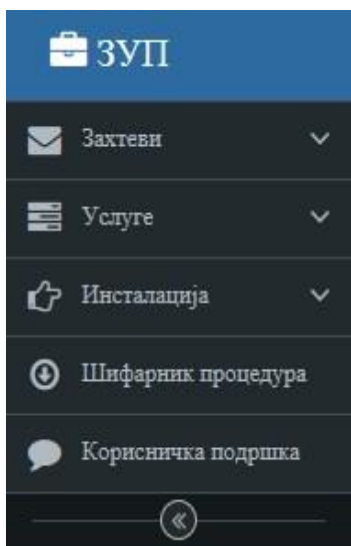 ЗУП
Захтеви
Услуге
Инсталација
Шифарник процедура
Корисничка подршка